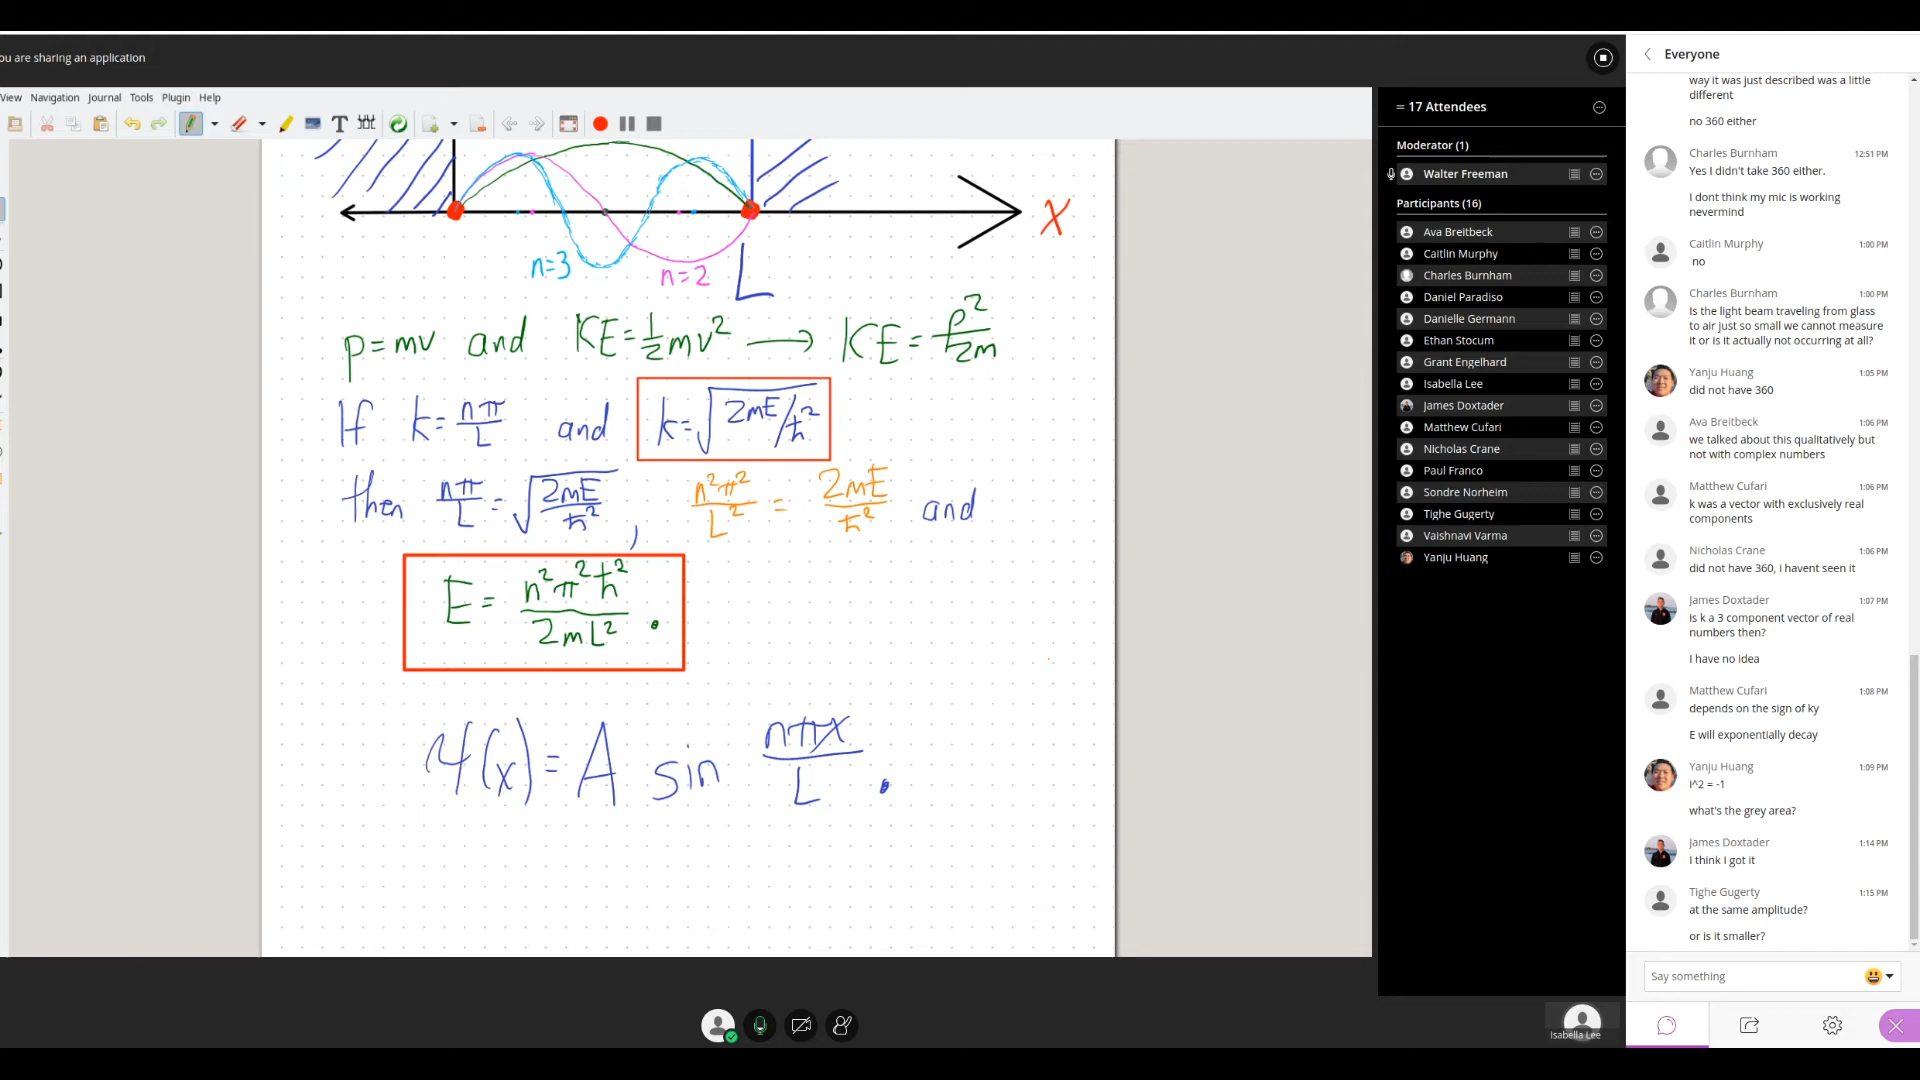 ou are sharing an application
View Navigation Journal Tools Plugin Help
X
n=3
n=2
L
p=mv and KE=½mv² ⟶ KE=p²/2m
If k=nπ/L and k=√(2mE/ħ²)
then nπ/L=√(2mE/ħ²), n²π²/L² = 2mE/ħ² and
E= n²π²ħ²/2mL² .
Ψ(x)=A sin nπx/L .
17 Attendees
Moderator (1)
Walter Freeman
Participants (16)
Ava Breitbeck
Caitlin Murphy
Charles Burnham
Daniel Paradiso
Danielle Germann
Ethan Stocum
Grant Engelhard
Isabella Lee
James Doxtader
Matthew Cufari
Nicholas Crane
Paul Franco
Sondre Norheim
Tighe Gugerty
Vaishnavi Varma
Yanju Huang
Isabella Lee
Everyone
way it was just described was a little
different
no 360 either
Charles Burnham 12:51 PM
Yes I didn't take 360 either.
I dont think my mic is working
nevermind
Caitlin Murphy 1:00 PM
no
Charles Burnham 1:00 PM
Is the light beam traveling from glass
to air just so small we cannot measure
it or is it actually not occurring at all?
Yanju Huang 1:05 PM
did not have 360
Ava Breitbeck 1:06 PM
we talked about this qualitatively but
not with complex numbers
Matthew Cufari 1:06 PM
k was a vector with exclusively real
components
Nicholas Crane 1:06 PM
did not have 360, i havent seen it
James Doxtader 1:07 PM
is k a 3 component vector of real
numbers then?
I have no idea
Matthew Cufari 1:08 PM
depends on the sign of ky
E will exponentially decay
Yanju Huang 1:09 PM
i^2 = -1
what's the grey area?
James Doxtader 1:14 PM
I think I got it
Tighe Gugerty 1:15 PM
at the same amplitude?
or is it smaller?
Say something